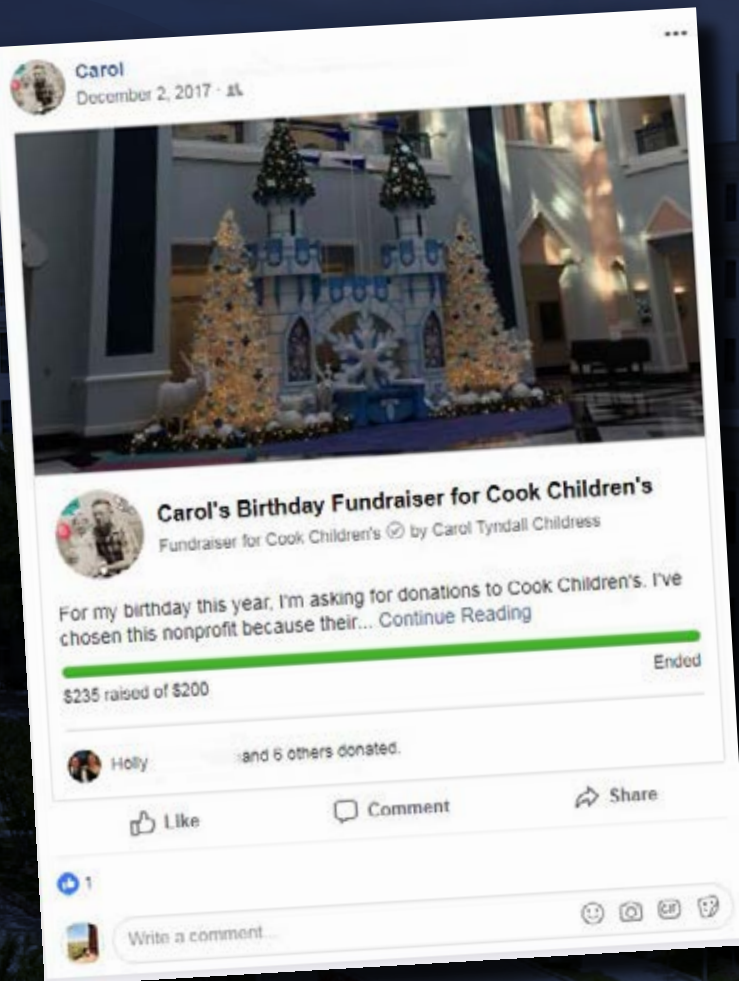 Carol
December 2, 2017
Carol's Birthday Fundraiser for Cook Children's
Fundraiser for Cook Children's by Carol Tyndall Childress
For my birthday this year, I'm asking for donations to Cook Children's. I've
chosen this nonprofit because their... Continue Reading
$235 raised of $200
Ended
Holly and 6 others donated.
Like
Comment
Share
1
Write a comment...
GIF